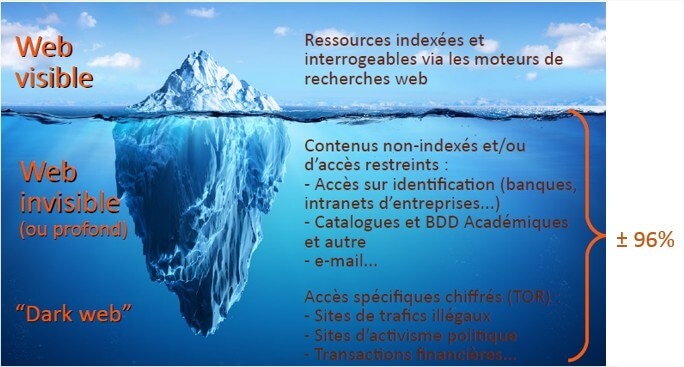 Web
visible
Ressources indexées et
interrogeables via les moteurs de
recherches web
Web
invisible
(ou profond)
Contenus non-indexés et/ou
d’accès restreints :
- Accès sur identification (banques,
intranets d’entreprises...)
- Catalogues et BDD Académiques
et autre
- e-mail...
± 96%
“Dark web”
Accès spécifiques chiffrés (TOR)
- Sites de trafics illégaux
- Sites d’activisme politique
- Transactions financières...